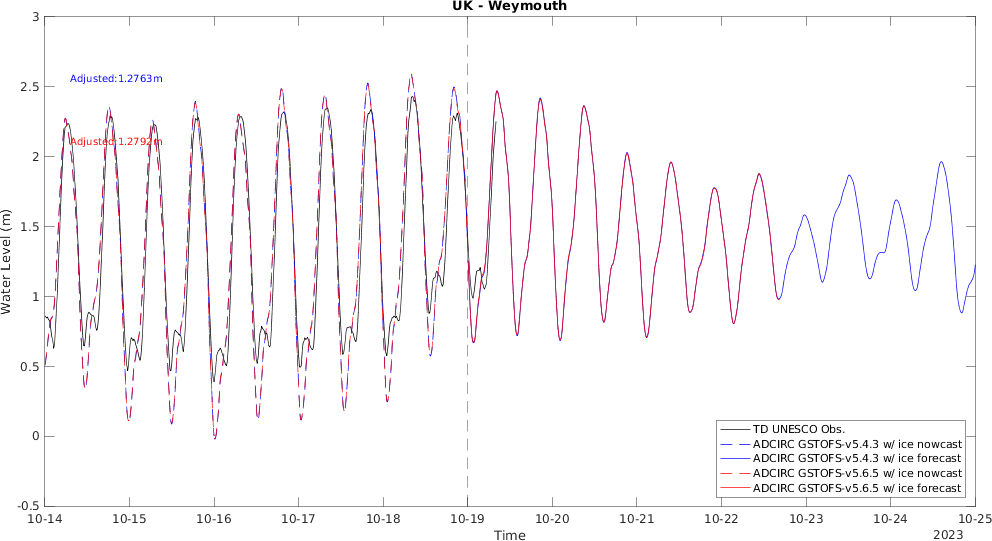 UK - Weymouth
3
2.5
2
1.5
1
0.5
0
-0.5
Water Level (m)
Adjusted:1.2763m
Adjusted:1.2792m
TD UNESCO Obs.
ADCIRC GSTOFS-v5.4.3 w/ ice nowcast
ADCIRC GSTOFS-v5.4.3 w/ ice forecast
ADCIRC GSTOFS-v5.6.5 w/ ice nowcast
ADCIRC GSTOFS-v5.6.5 w/ ice forecast
10-14 10-15 10-16 10-17 10-18 10-19 10-20 10-21 10-22 10-23 10-24 10-25
Time
2023